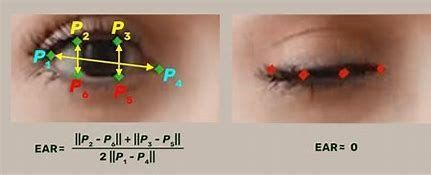 P2 P3
P1
P4
P6 P5
EAR= ||P2 - P6|| + ||P3 - P5||
2 ||P1 - P4||
EAR= 0